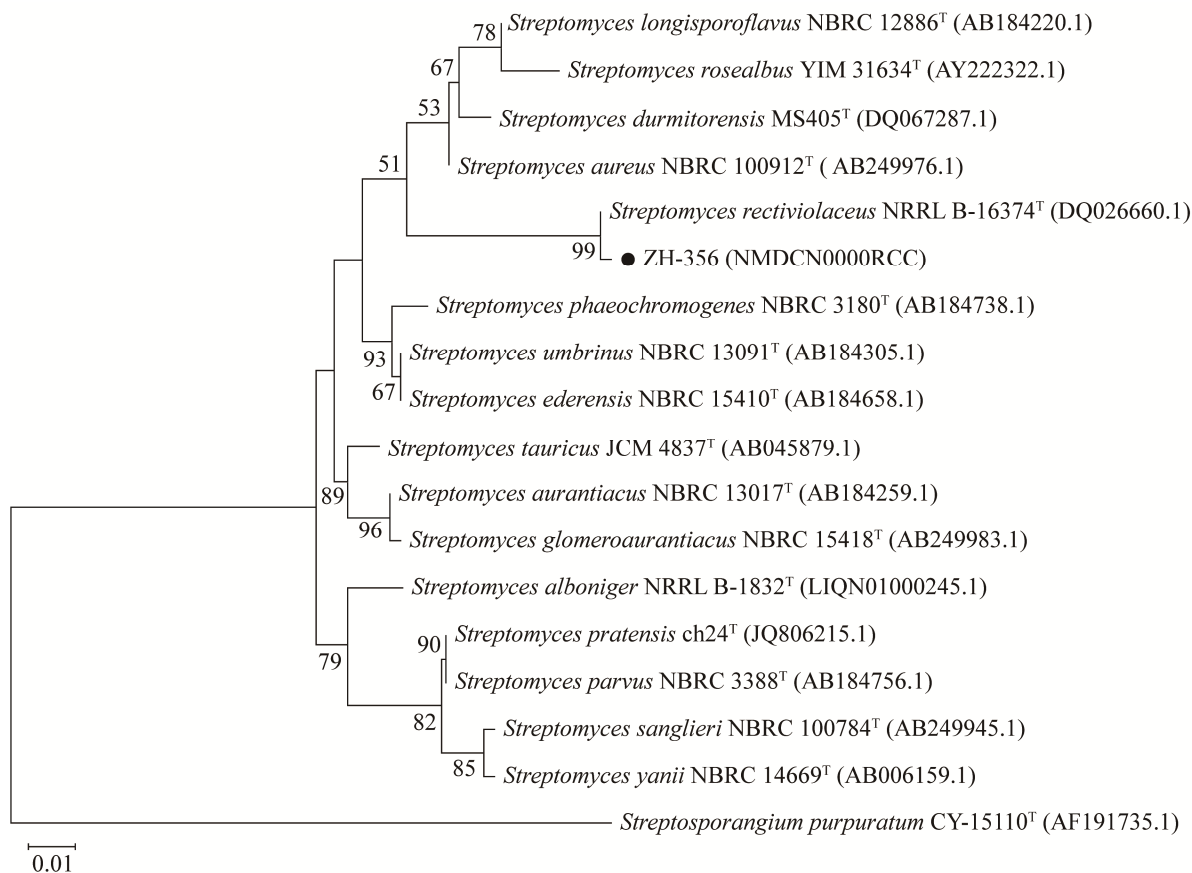 Streptomyces longisporoflavus NBRC 12886ᵀ (AB184220.1)
78
Streptomyces rosealbus YIM 31634ᵀ (AY222322.1)
67
53
Streptomyces durmitorensis MS405ᵀ (DQ067287.1)
51
Streptomyces aureus NBRC 100912ᵀ ( AB249976.1)
Streptomyces rectiviolaceus NRRL B-16374ᵀ (DQ026660.1)
99
ZH-356 (NMDCN0000RCC)
Streptomyces phaeochromogenes NBRC 3180ᵀ (AB184738.1)
93
Streptomyces umbrinus NBRC 13091ᵀ (AB184305.1)
67
Streptomyces ederensis NBRC 15410ᵀ (AB184658.1)
Streptomyces tauricus JCM 4837ᵀ (AB045879.1)
89
Streptomyces aurantiacus NBRC 13017ᵀ (AB184259.1)
96
Streptomyces glomeroaurantiacus NBRC 15418ᵀ (AB249983.1)
Streptomyces alboniger NRRL B-1832ᵀ (LIQN01000245.1)
90
Streptomyces pratensis ch24ᵀ (JQ806215.1)
79
Streptomyces parvus NBRC 3388ᵀ (AB184756.1)
82
Streptomyces sanglieri NBRC 100784ᵀ (AB249945.1)
85
Streptomyces yanii NBRC 14669ᵀ (AB006159.1)
Streptosporangium purpuratum CY-15110ᵀ (AF191735.1)
0.01